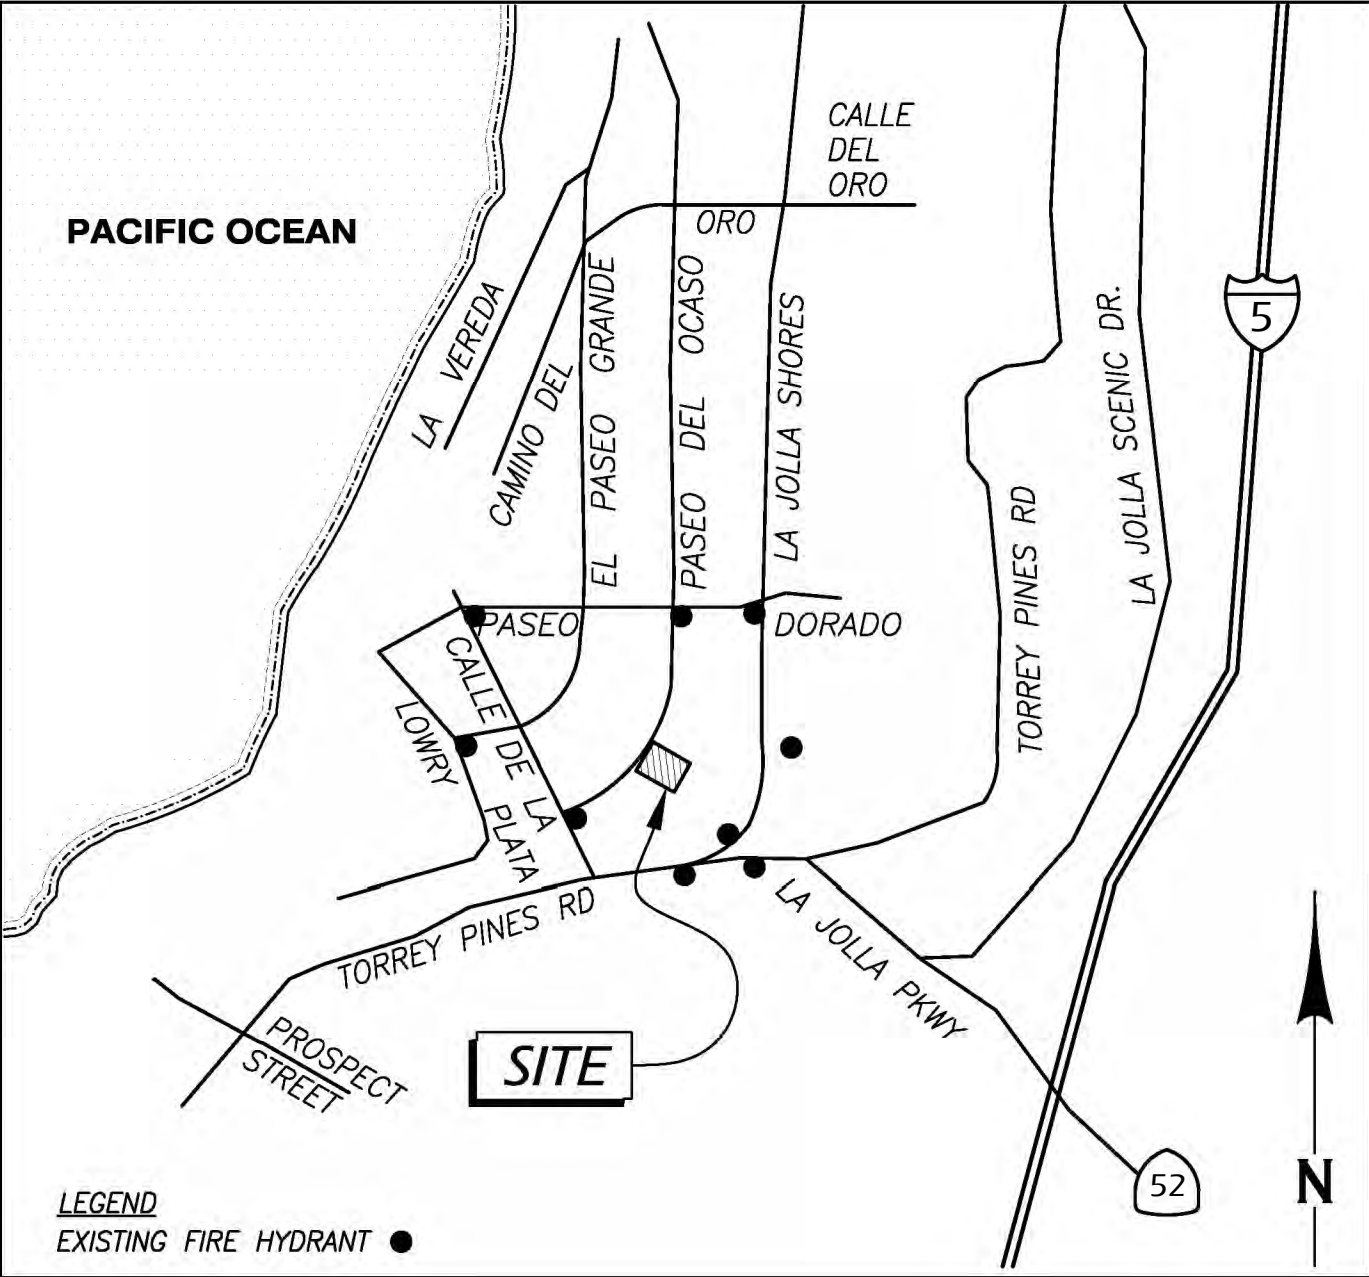 CALLE
DEL
ORO
PACIFIC OCEAN
ORO
LA VEREDA
CAMINO DEL
EL PASEO GRANDE
PASEO DEL OCASO
LA JOLLA SHORES
TORREY PINES RD
LA JOLLA SCENIC DR.
5
PASEO
DORADO
CALLE DE LA
PLATA
LOWRY
TORREY PINES RD
LA JOLLA PKWY
PROSPECT
STREET
SITE
52
N
LEGEND
EXISTING FIRE HYDRANT